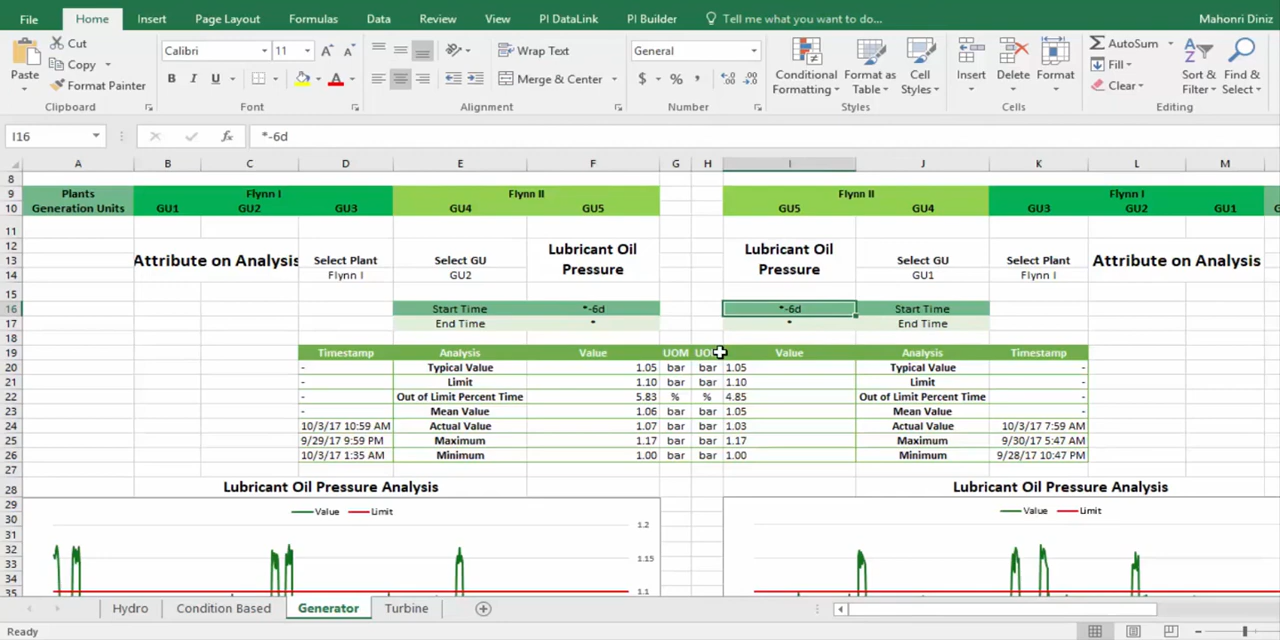 File Home Insert Page Layout Formulas Data Review View PI DataLink PI Builder Tell me what you want to do... Mahonri Diniz
Paste Cut Copy Format Painter Clipboard
Calibri 11 A A B I U A Font
Wrap Text Merge & Center Alignment
General $ % , Number
Conditional Formatting Format as Table Cell Styles Styles
Insert Delete Format Cells
AutoSum Fill Clear Sort & Filter Find & Select Editing
I16 fx *-6d
A B C D E F G H I J K L M
8
9 Plants Flynn I Flynn II Flynn II Flynn I
10 Generation Units GU1 GU2 GU3 GU4 GU5 GU5 GU4 GU3 GU2 GU1 G
11
12 Lubricant Oil Pressure Lubricant Oil Pressure
13 Attribute on Analysis Select Plant Select GU Select GU Select Plant Attribute on Analysis
14 Flynn I GU2 GU1 Flynn I
15
16 Start Time *-6d *-6d Start Time
17 End Time * * End Time
18
19 Timestamp Analysis Value UOM Value Analysis Timestamp
20 - Typical Value 1.05 bar bar 1.05 Typical Value -
21 - Limit 1.10 bar bar 1.10 Limit -
22 - Out of Limit Percent Time 5.83 % % 4.85 Out of Limit Percent Time -
23 - Mean Value 1.06 bar bar 1.05 Mean Value -
24 10/3/17 10:59 AM Actual Value 1.07 bar bar 1.03 Actual Value 10/3/17 7:59 AM
25 9/29/17 9:59 PM Maximum 1.17 bar bar 1.17 Maximum 9/30/17 5:47 AM
26 10/3/17 1:35 AM Minimum 1.00 bar bar 1.00 Minimum 9/28/17 10:47 PM
27
28 Lubricant Oil Pressure Analysis Lubricant Oil Pressure Analysis
29 Value Limit Value Limit
30 1.2
31
32 1.15
33
34
35 1.1
Hydro Condition Based Generator Turbine
Ready